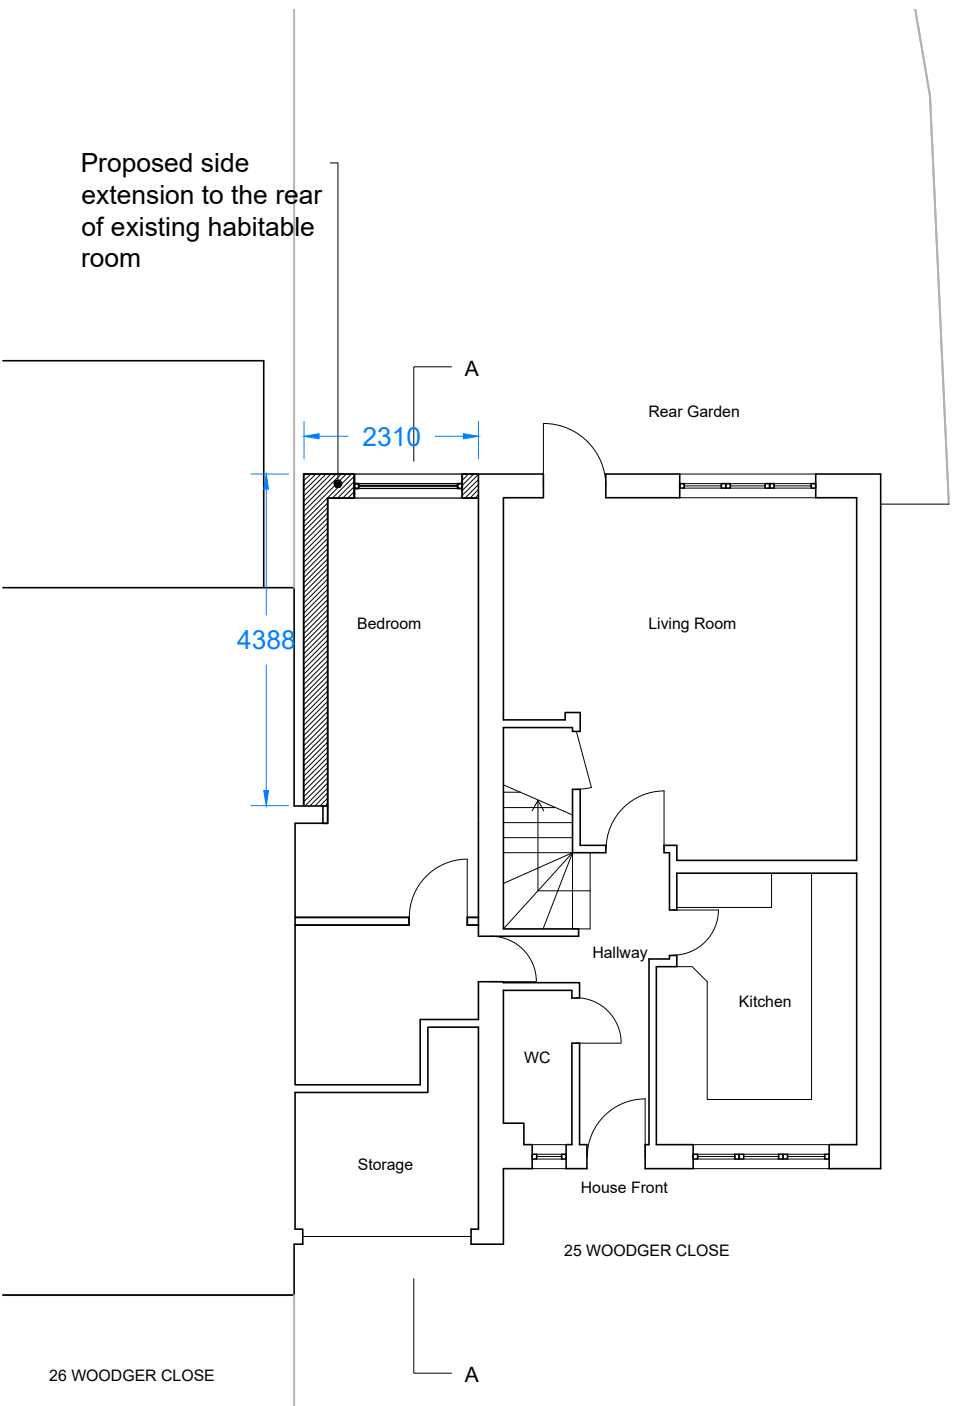 Proposed side
extension to the rear
of existing habitable
room
A
Rear Garden
2310
4388
Bedroom
Living Room
Hallway
Kitchen
WC
Storage
House Front
25 WOODGER CLOSE
A
26 WOODGER CLOSE